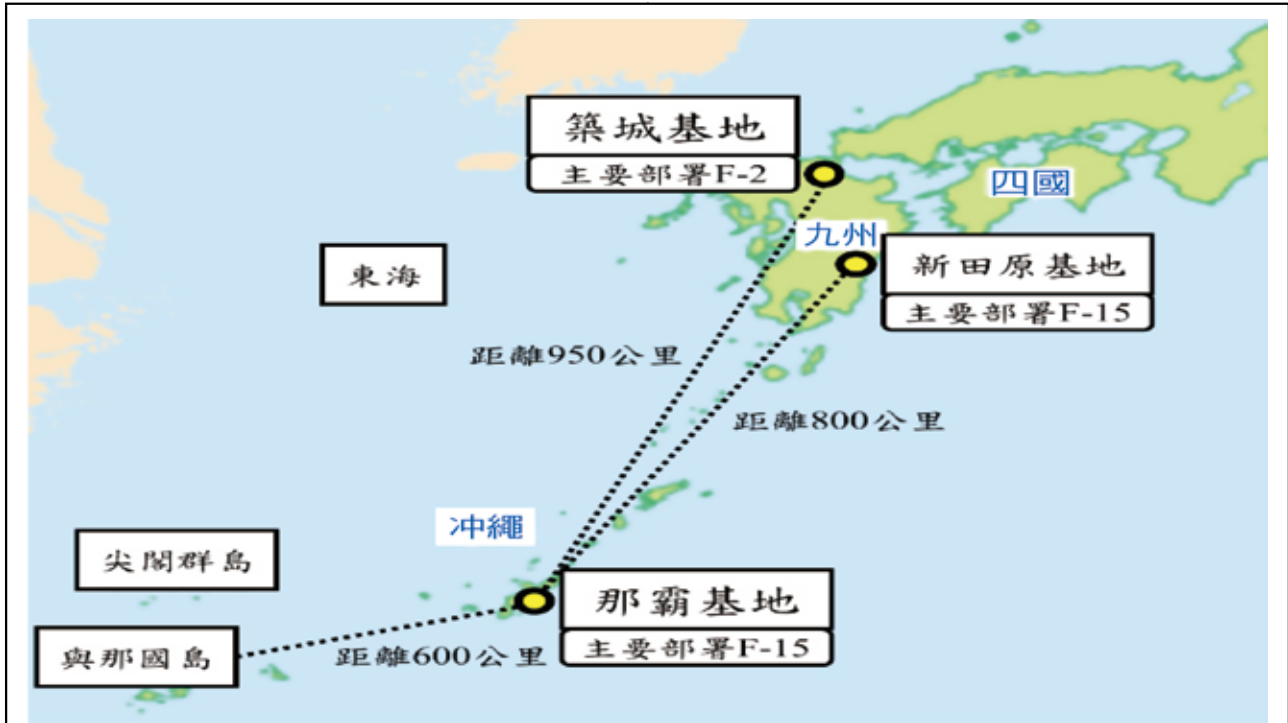 築城基地
主要部署F-2
四國
九州
新田原基地
主要部署F-15
東海
距離950公里
距離800公里
沖繩
尖閣群島
那霸基地
主要部署F-15
與那國島
距離600公里